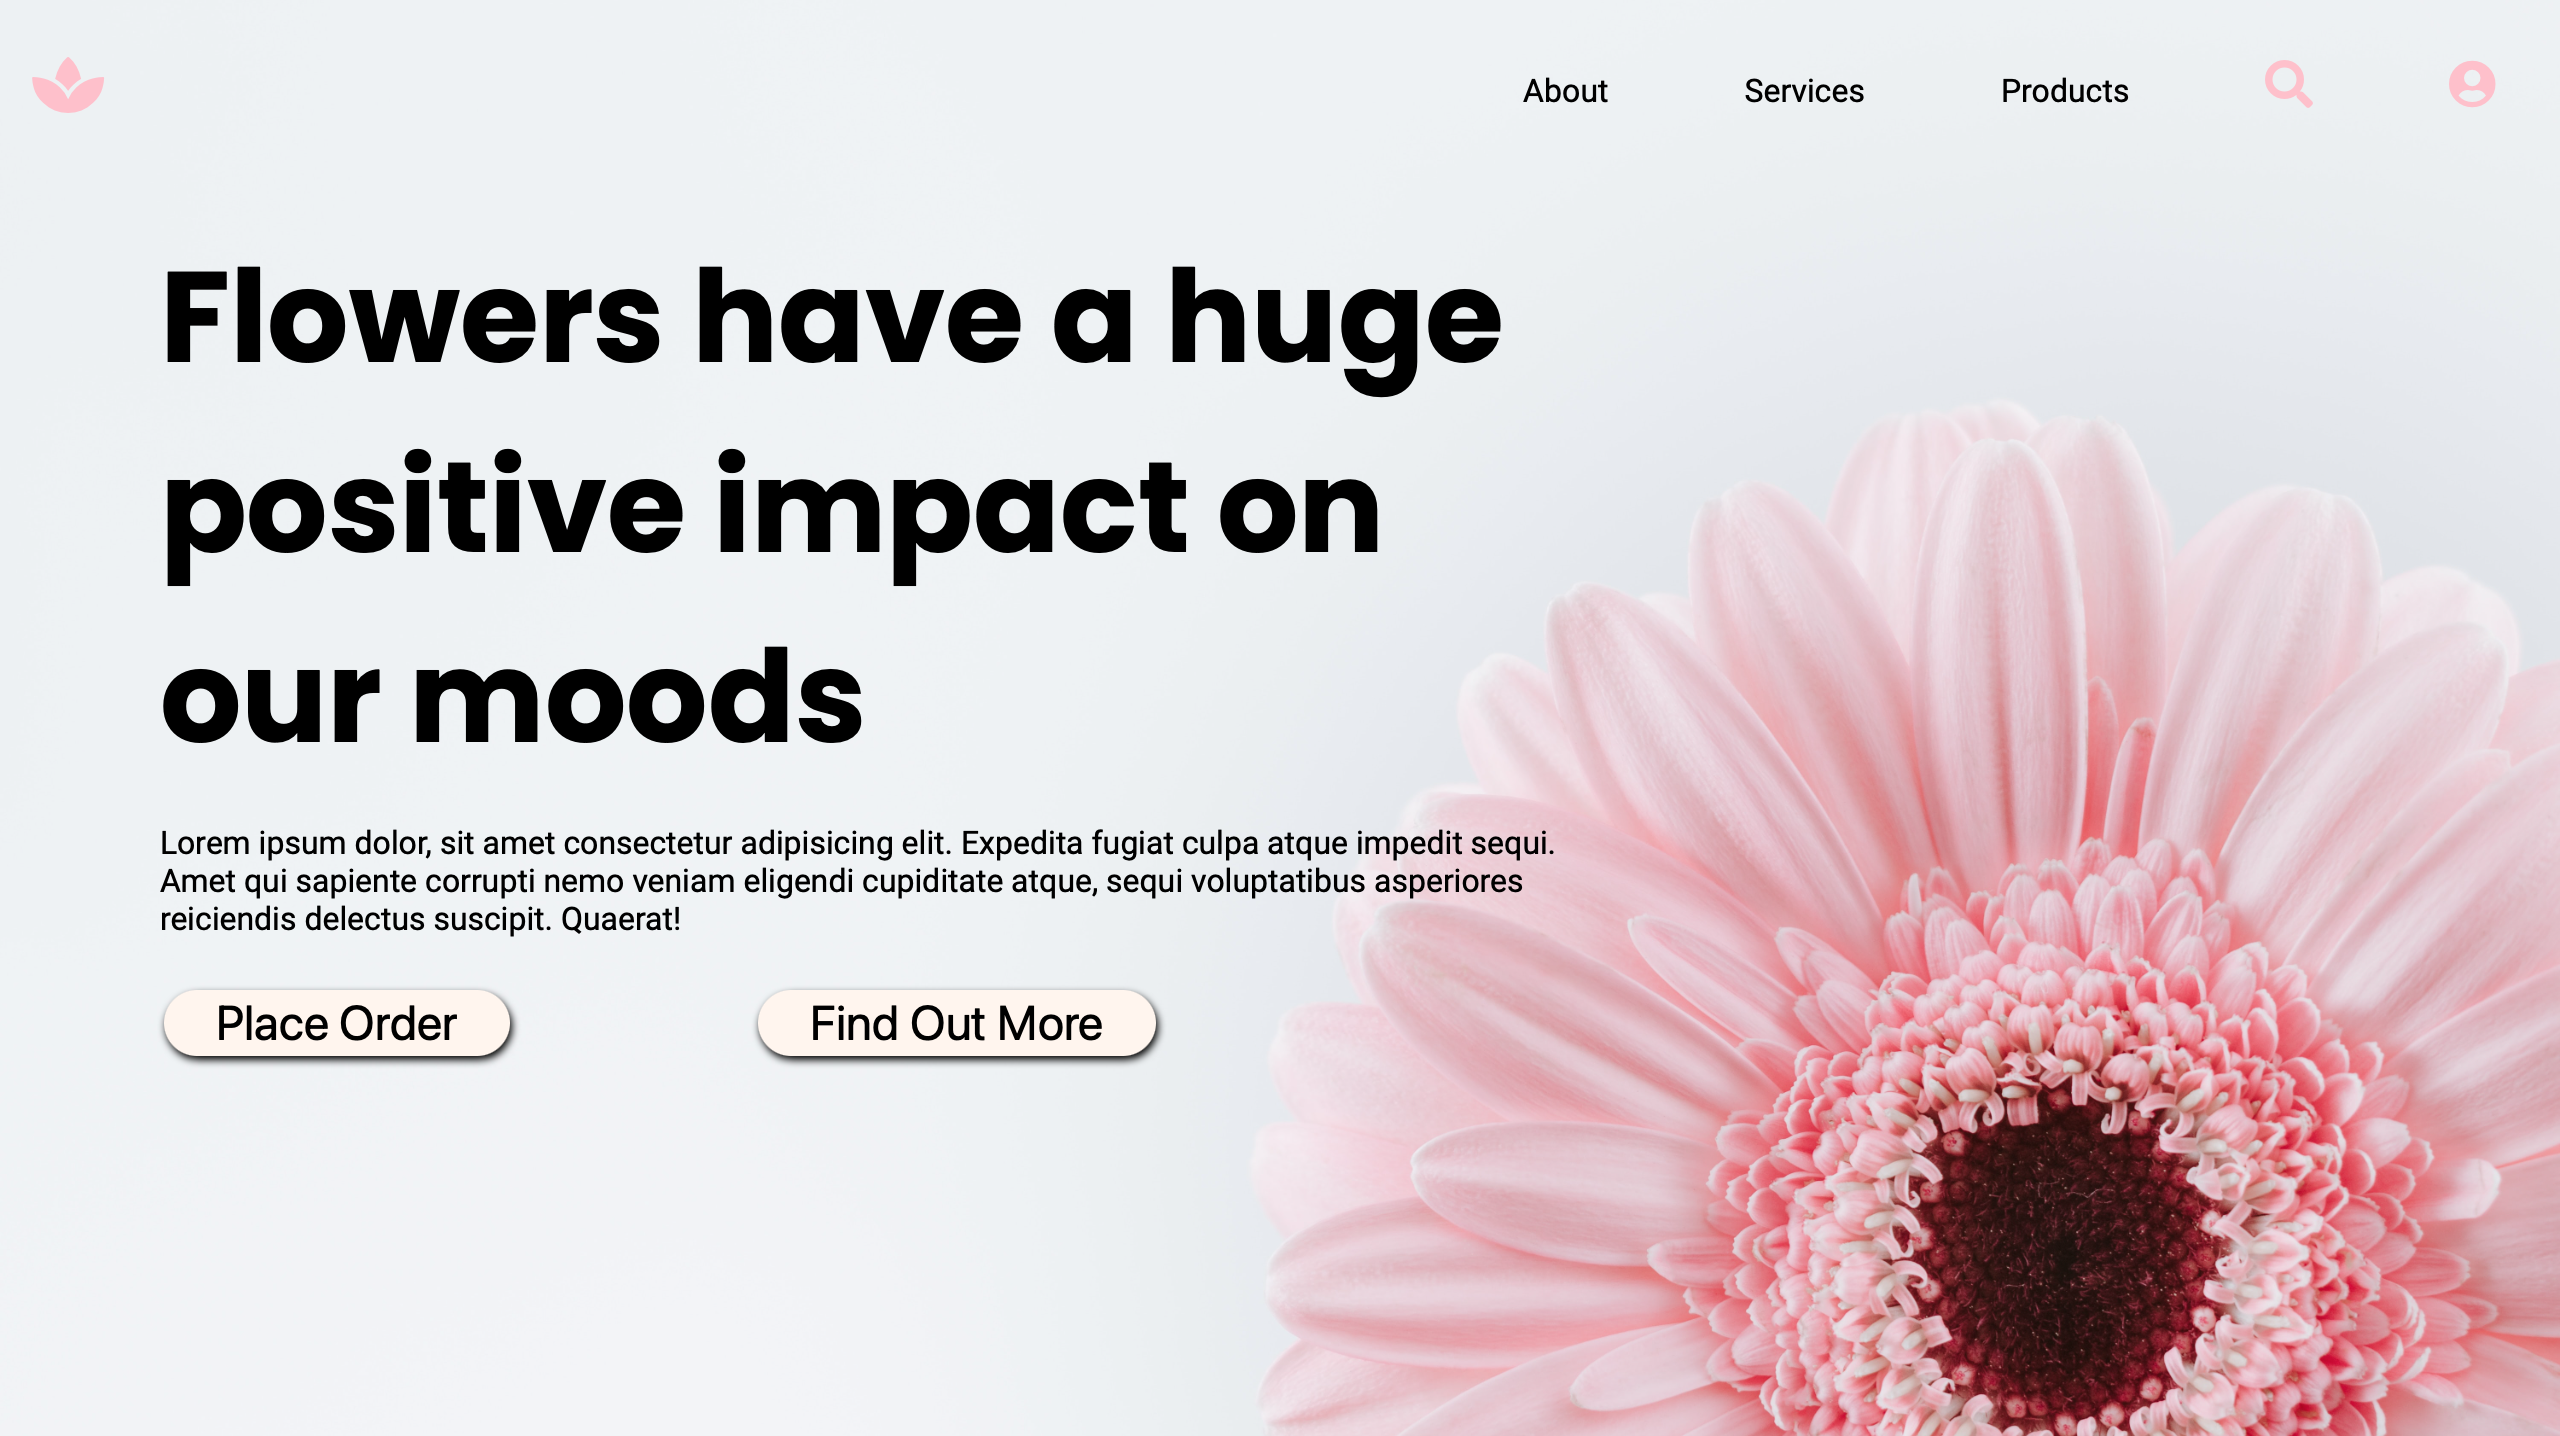 About Services Products
Flowers have a huge
positive impact on
our moods
Lorem ipsum dolor, sit amet consectetur adipisicing elit. Expedita fugiat culpa atque impedit sequi.
Amet qui sapiente corrupti nemo veniam eligendi cupiditate atque, sequi voluptatibus asperiores
reiciendis delectus suscipit. Quaerat!
Place Order Find Out More